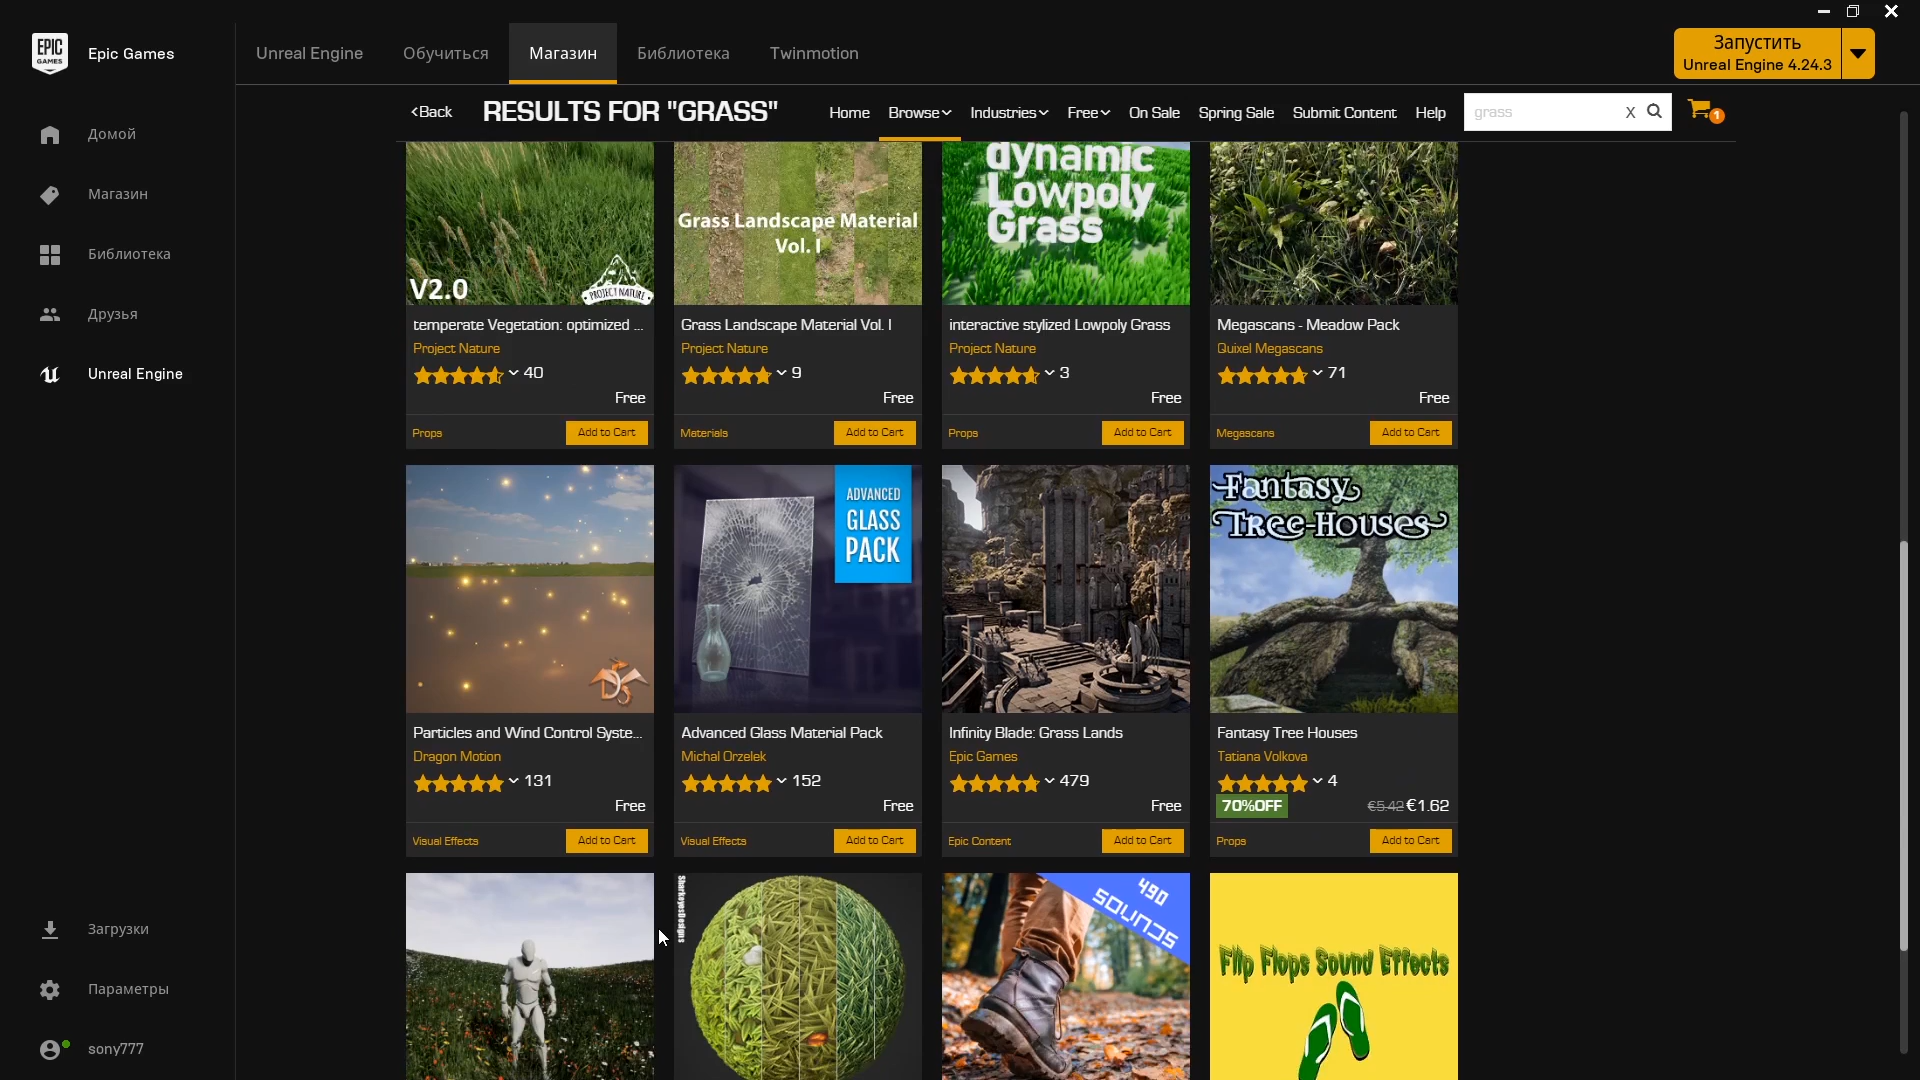 EPIC
GAMES
Epic Games
Unreal Engine
Обучиться
Магазин
Библиотека
Twinmotion
Запустить
Unreal Engine 4.24.3
Домой
Магазин
Библиотека
Друзья
Unreal Engine
Загрузки
Параметры
sony777
<Back
RESULTS FOR "GRASS"
Home
Browse
Industries
Free
On Sale
Spring Sale
Submit Content
Help
grass
X
1
V2.0
PROJECT NATURE
Grass Landscape Material
Vol. I
dynamic
Lowpoly
Grass
temperate Vegetation: optimized ...
Project Nature
40
Free
Props
Add to Cart
Grass Landscape Material Vol. I
Project Nature
9
Free
Materials
Add to Cart
interactive stylized Lowpoly Grass
Project Nature
3
Free
Props
Add to Cart
Megascans - Meadow Pack
Quixel Megascans
71
Free
Megascans
Add to Cart
ADVANCED
GLASS
PACK
Fantasy
Tree-Houses
Particles and Wind Control Syste...
Dragon Motion
131
Free
Visual Effects
Add to Cart
Advanced Glass Material Pack
Michal Orzelek
152
Free
Visual Effects
Add to Cart
Infinity Blade: Grass Lands
Epic Games
479
Free
Epic Content
Add to Cart
Fantasy Tree Houses
Tatiana Volkova
4
70%OFF
€5.42 €1.62
Props
Add to Cart
SharkeyesDesigns
490
SOUNDS
Flip Flops Sound Effects